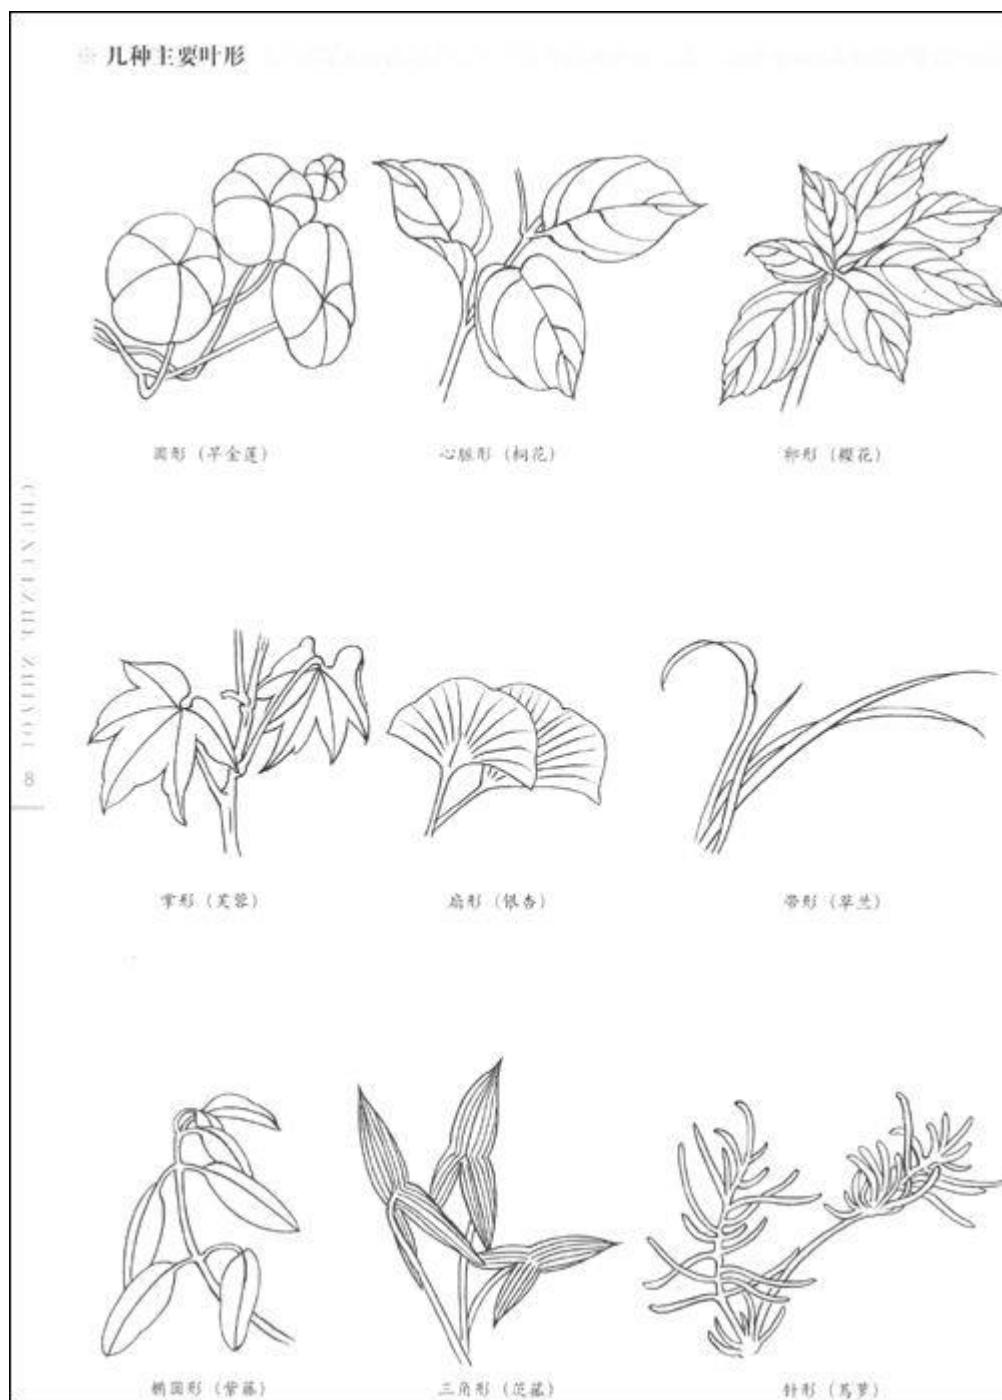 ※ 几种主要叶形
圆形（旱金莲）
心脏形（桐花）
卵形（樱花）
掌形（芙蓉）
扇形（银杏）
带形（草兰）
椭圆形（紫藤）
三角形（茨菰）
针形（茑萝）
8